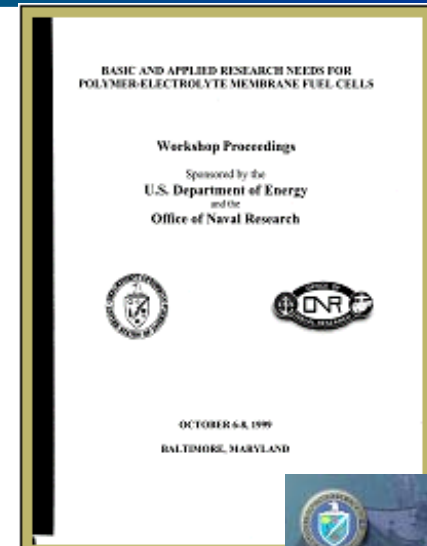 BASIC AND APPLIED RESEARCH NEEDS FOR
POLYMER-ELECTROLYTE MEMBRANE FUEL CELLS
Workshop Proceedings
Sponsored by the
U.S. Department of Energy
and the
Office of Naval Research
ONR
OCTOBER 6-8, 1999
BALTIMORE, MARYLAND